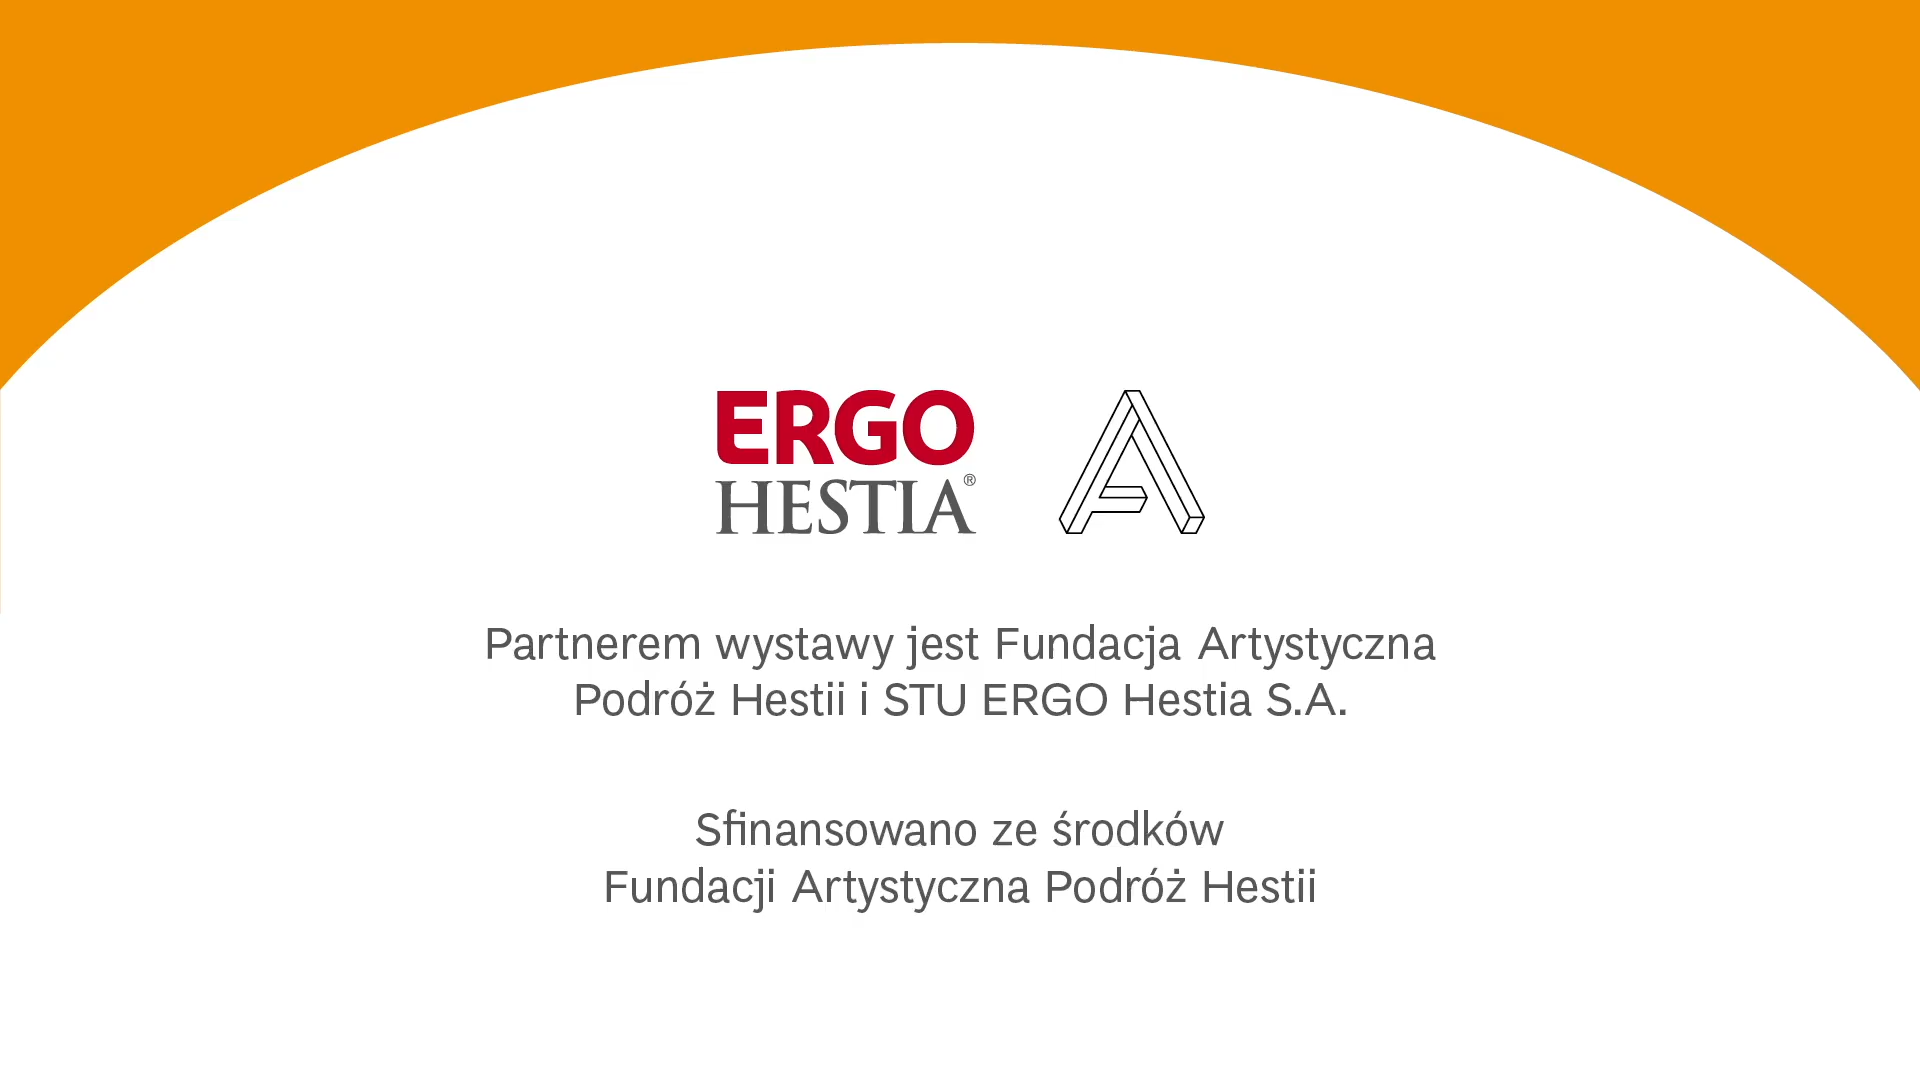 ERGO
HESTIA®
A
Partnerem wystawy jest Fundacja Artystyczna
Podróż Hestii i STU ERGO Hestia S.A.
Sfinansowano ze środków
Fundacji Artystyczna Podróż Hestii